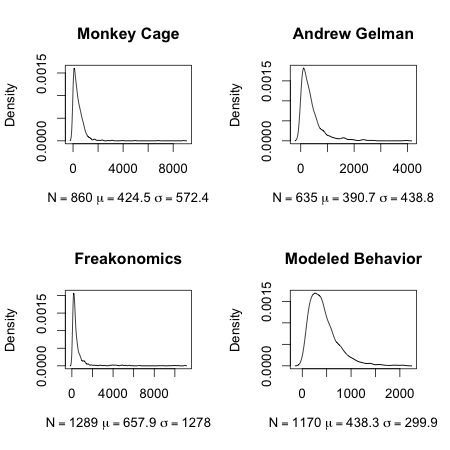 Monkey Cage
Density
0.0000 0.0015
0 4000 8000
N = 860 μ = 424.5 σ = 572.4
Andrew Gelman
Density
0.0000 0.0015
0 2000 4000
N = 635 μ = 390.7 σ = 438.8
Freakonomics
Density
0.0000 0.0015
0 4000 8000
N = 1289 μ = 657.9 σ = 1278
Modeled Behavior
Density
0.0000 0.0015
0 1000 2000
N = 1170 μ = 438.3 σ = 299.9